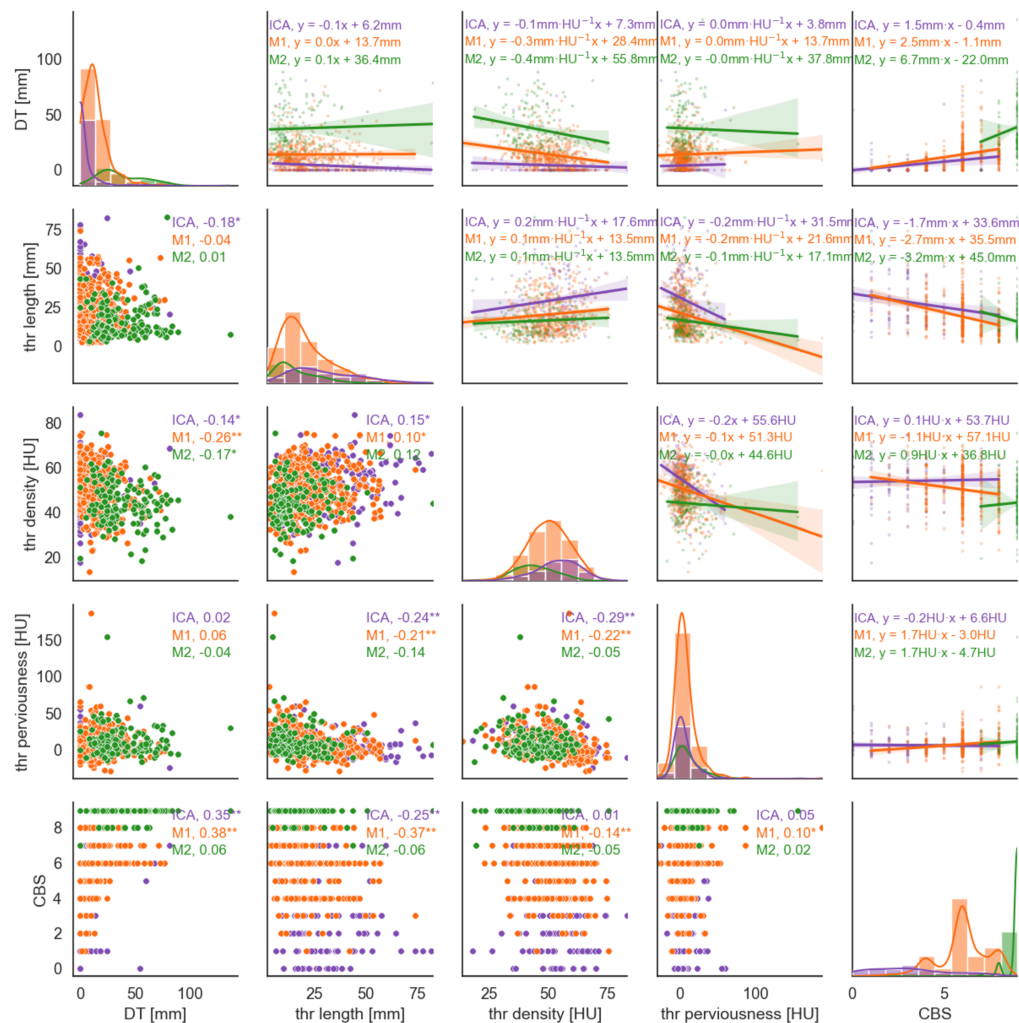 ICA, y = -0.1x + 6.2mm
M1, y = 0.0x + 13.7mm
M2, y = 0.1x + 36.4mm
ICA, y = -0.1mm·HU⁻¹x + 7.3mm
M1, y = -0.3mm·HU⁻¹x + 28.4mm
M2, y = -0.4mm·HU⁻¹x + 55.8mm
ICA, y = 0.0mm·HU⁻¹x + 3.8mm
M1, y = 0.0mm·HU⁻¹x + 13.7mm
M2, y = -0.0mm·HU⁻¹x + 37.8mm
ICA, y = 1.5mm·x - 0.4mm
M1, y = 2.5mm·x - 1.1mm
M2, y = 6.7mm·x - 22.0mm
DT [mm]
100
50
0
ICA, -0.18*
M1, -0.04
M2, 0.01
ICA, y = 0.2mm·HU⁻¹x + 17.6mm
M1, y = 0.1mm·HU⁻¹x + 13.5mm
M2, y = 0.1mm·HU⁻¹x + 13.5mm
ICA, y = -0.2mm·HU⁻¹x + 31.5mm
M1, y = -0.2mm·HU⁻¹x + 21.6mm
M2, y = -0.1mm·HU⁻¹x + 17.1mm
ICA, y = -1.7mm·x + 33.6mm
M1, y = -2.7mm·x + 35.5mm
M2, y = -3.2mm·x + 45.0mm
thr length [mm]
75
50
25
0
ICA, -0.14*
M1, -0.26**
M2, -0.17*
ICA, 0.15*
M1, 0.10*
M2, 0.12
ICA, y = -0.2x + 55.6HU
M1, y = -0.1x + 51.3HU
M2, y = -0.0x + 44.6HU
ICA, y = 0.1HU·x + 53.7HU
M1, y = -1.1HU·x + 57.1HU
M2, y = 0.9HU·x + 36.8HU
thr density [HU]
80
60
40
20
ICA, 0.02
M1, 0.06
M2, -0.04
ICA, -0.24**
M1, -0.21**
M2, -0.14
ICA, -0.29**
M1, -0.22**
M2, -0.05
ICA, y = -0.2HU·x + 6.6HU
M1, y = 1.7HU·x - 3.0HU
M2, y = 1.7HU·x - 4.7HU
thr perviousness [HU]
150
100
50
0
ICA, 0.35**
M1, 0.38**
M2, 0.06
ICA, -0.25**
M1, -0.37**
M2, -0.06
ICA, 0.01
M1, -0.14**
M2, -0.05
ICA, 0.05
M1, 0.10*
M2, 0.02
CBS
8
6
4
2
0
0 50 100
DT [mm]
25 50 75
thr length [mm]
25 50 75
thr density [HU]
0 100
thr perviousness [HU]
0 5
CBS